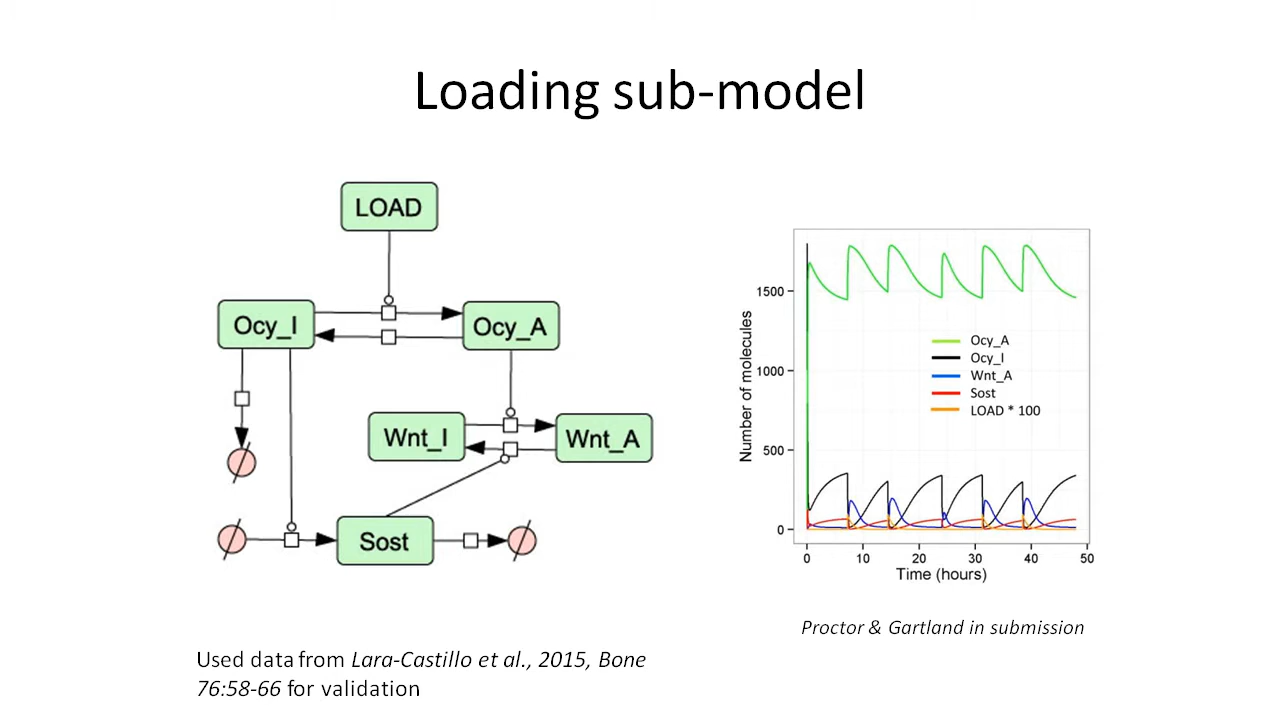 Loading sub-model
LOAD
Ocy_I
Ocy_A
Wnt_I
Wnt_A
Sost
Used data from Lara-Castillo et al., 2015, Bone
76:58-66 for validation
Number of molecules
1500
1000
500
0
Ocy_A
Ocy_I
Wnt_A
Sost
LOAD * 100
0 10 20 30 40 50
Time (hours)
Proctor & Gartland in submission